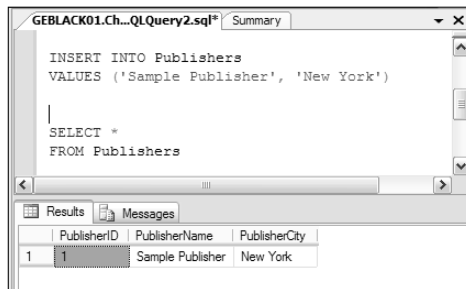 GEBLACK01.Ch...QLQuery2.sql* Summary
INSERT INTO Publishers
VALUES ('Sample Publisher', 'New York')
SELECT *
FROM Publishers
Results Messages
PublisherID PublisherName PublisherCity
1 1 Sample Publisher New York